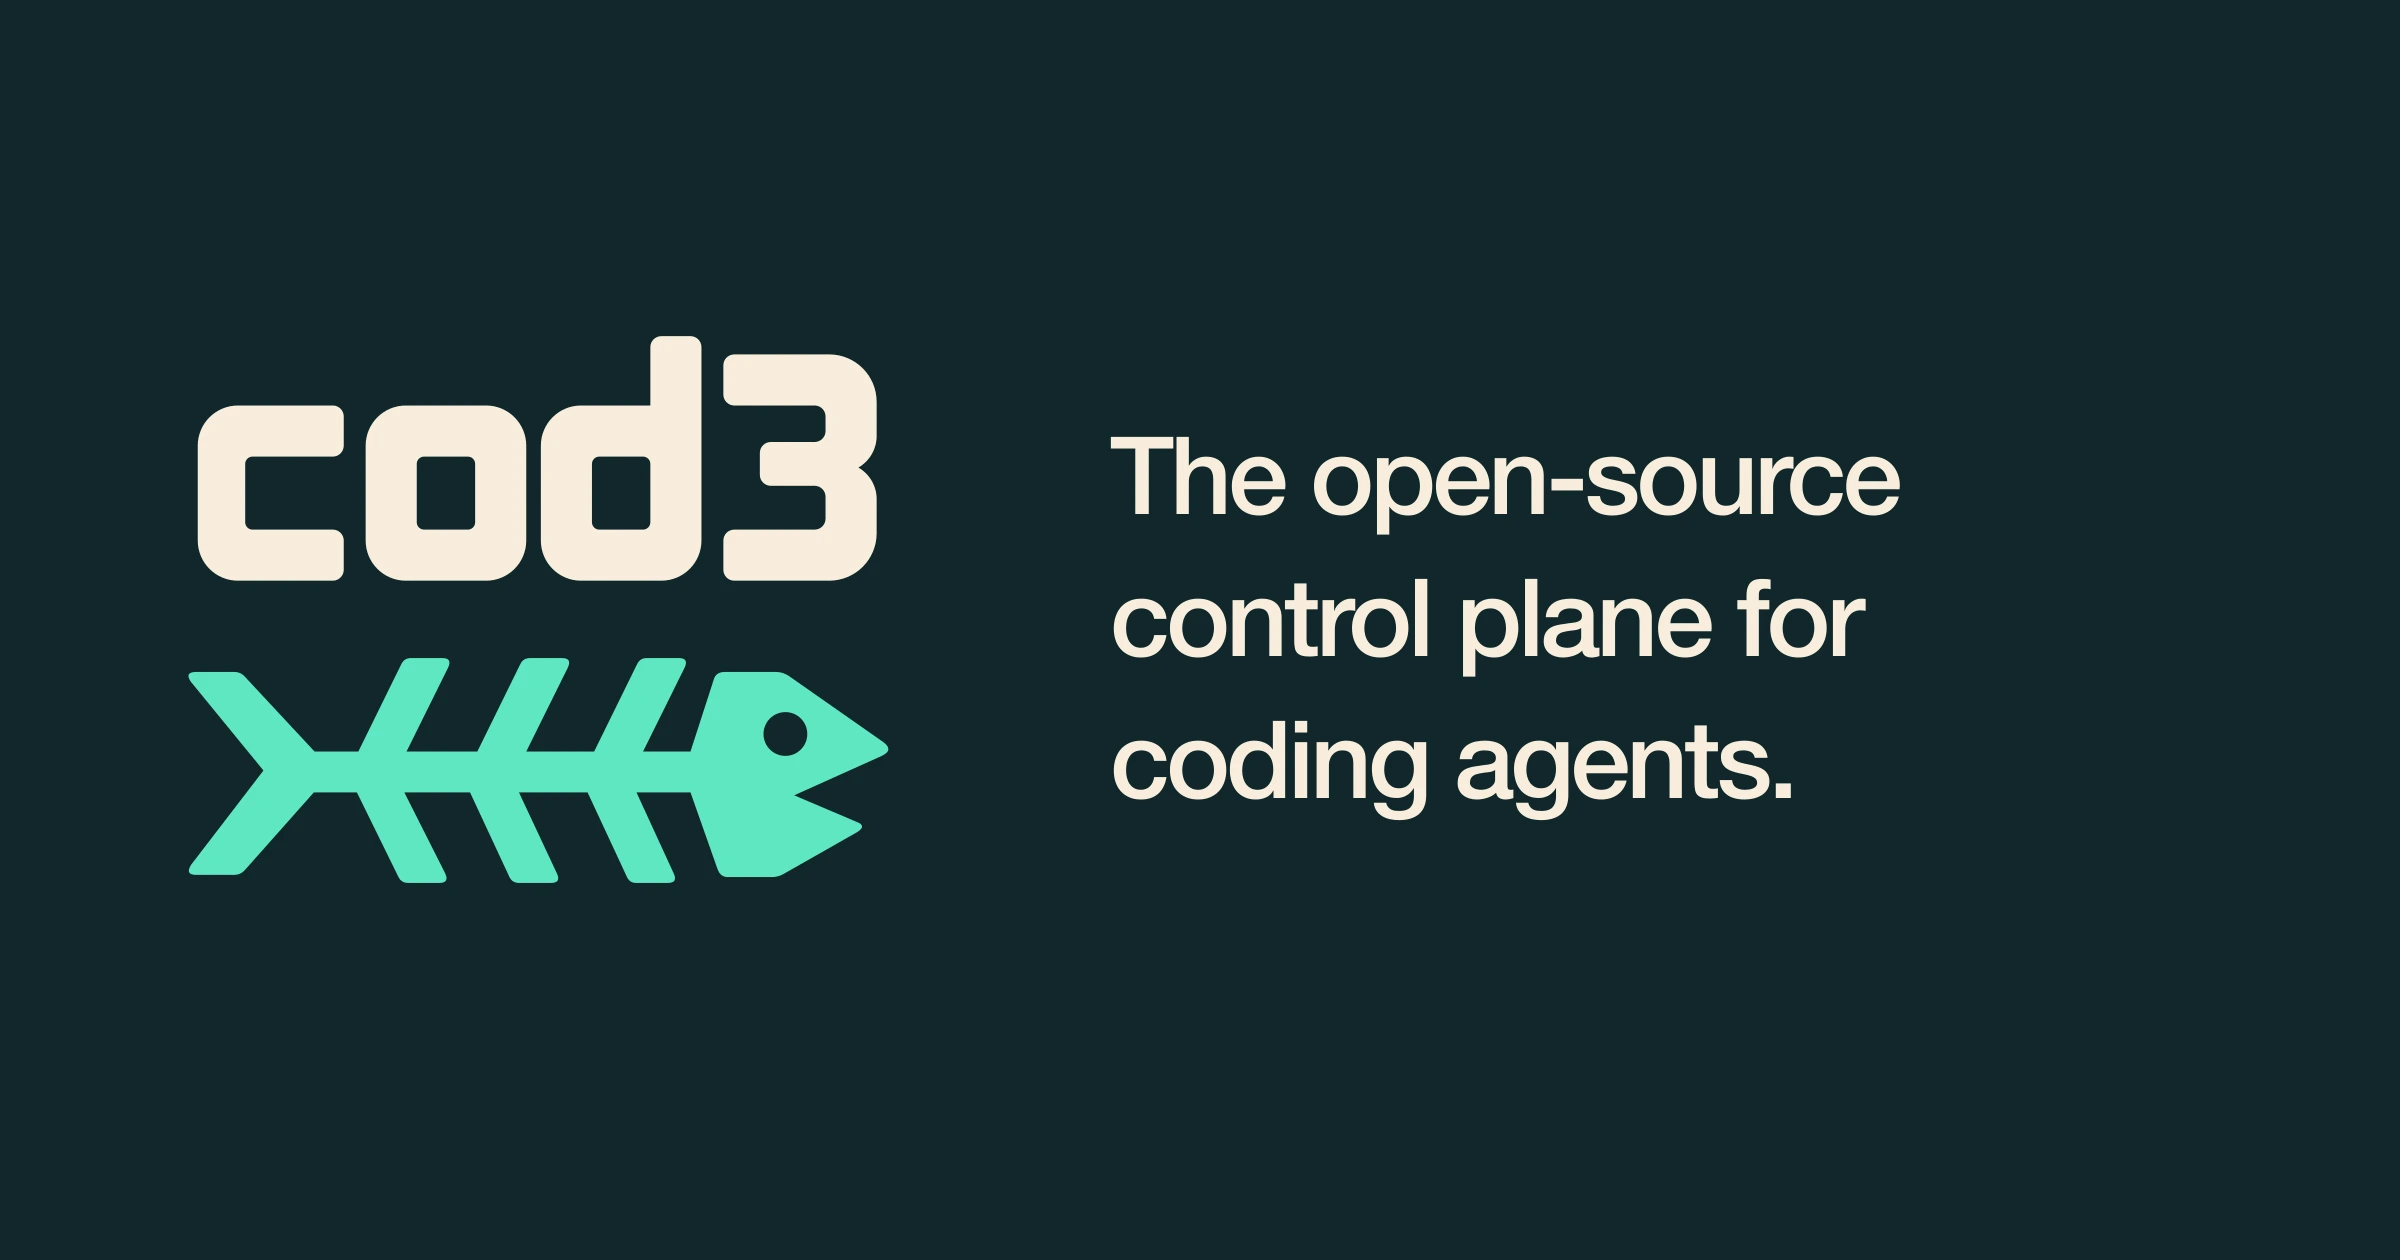 cod3
The open-source
control plane for
coding agents.